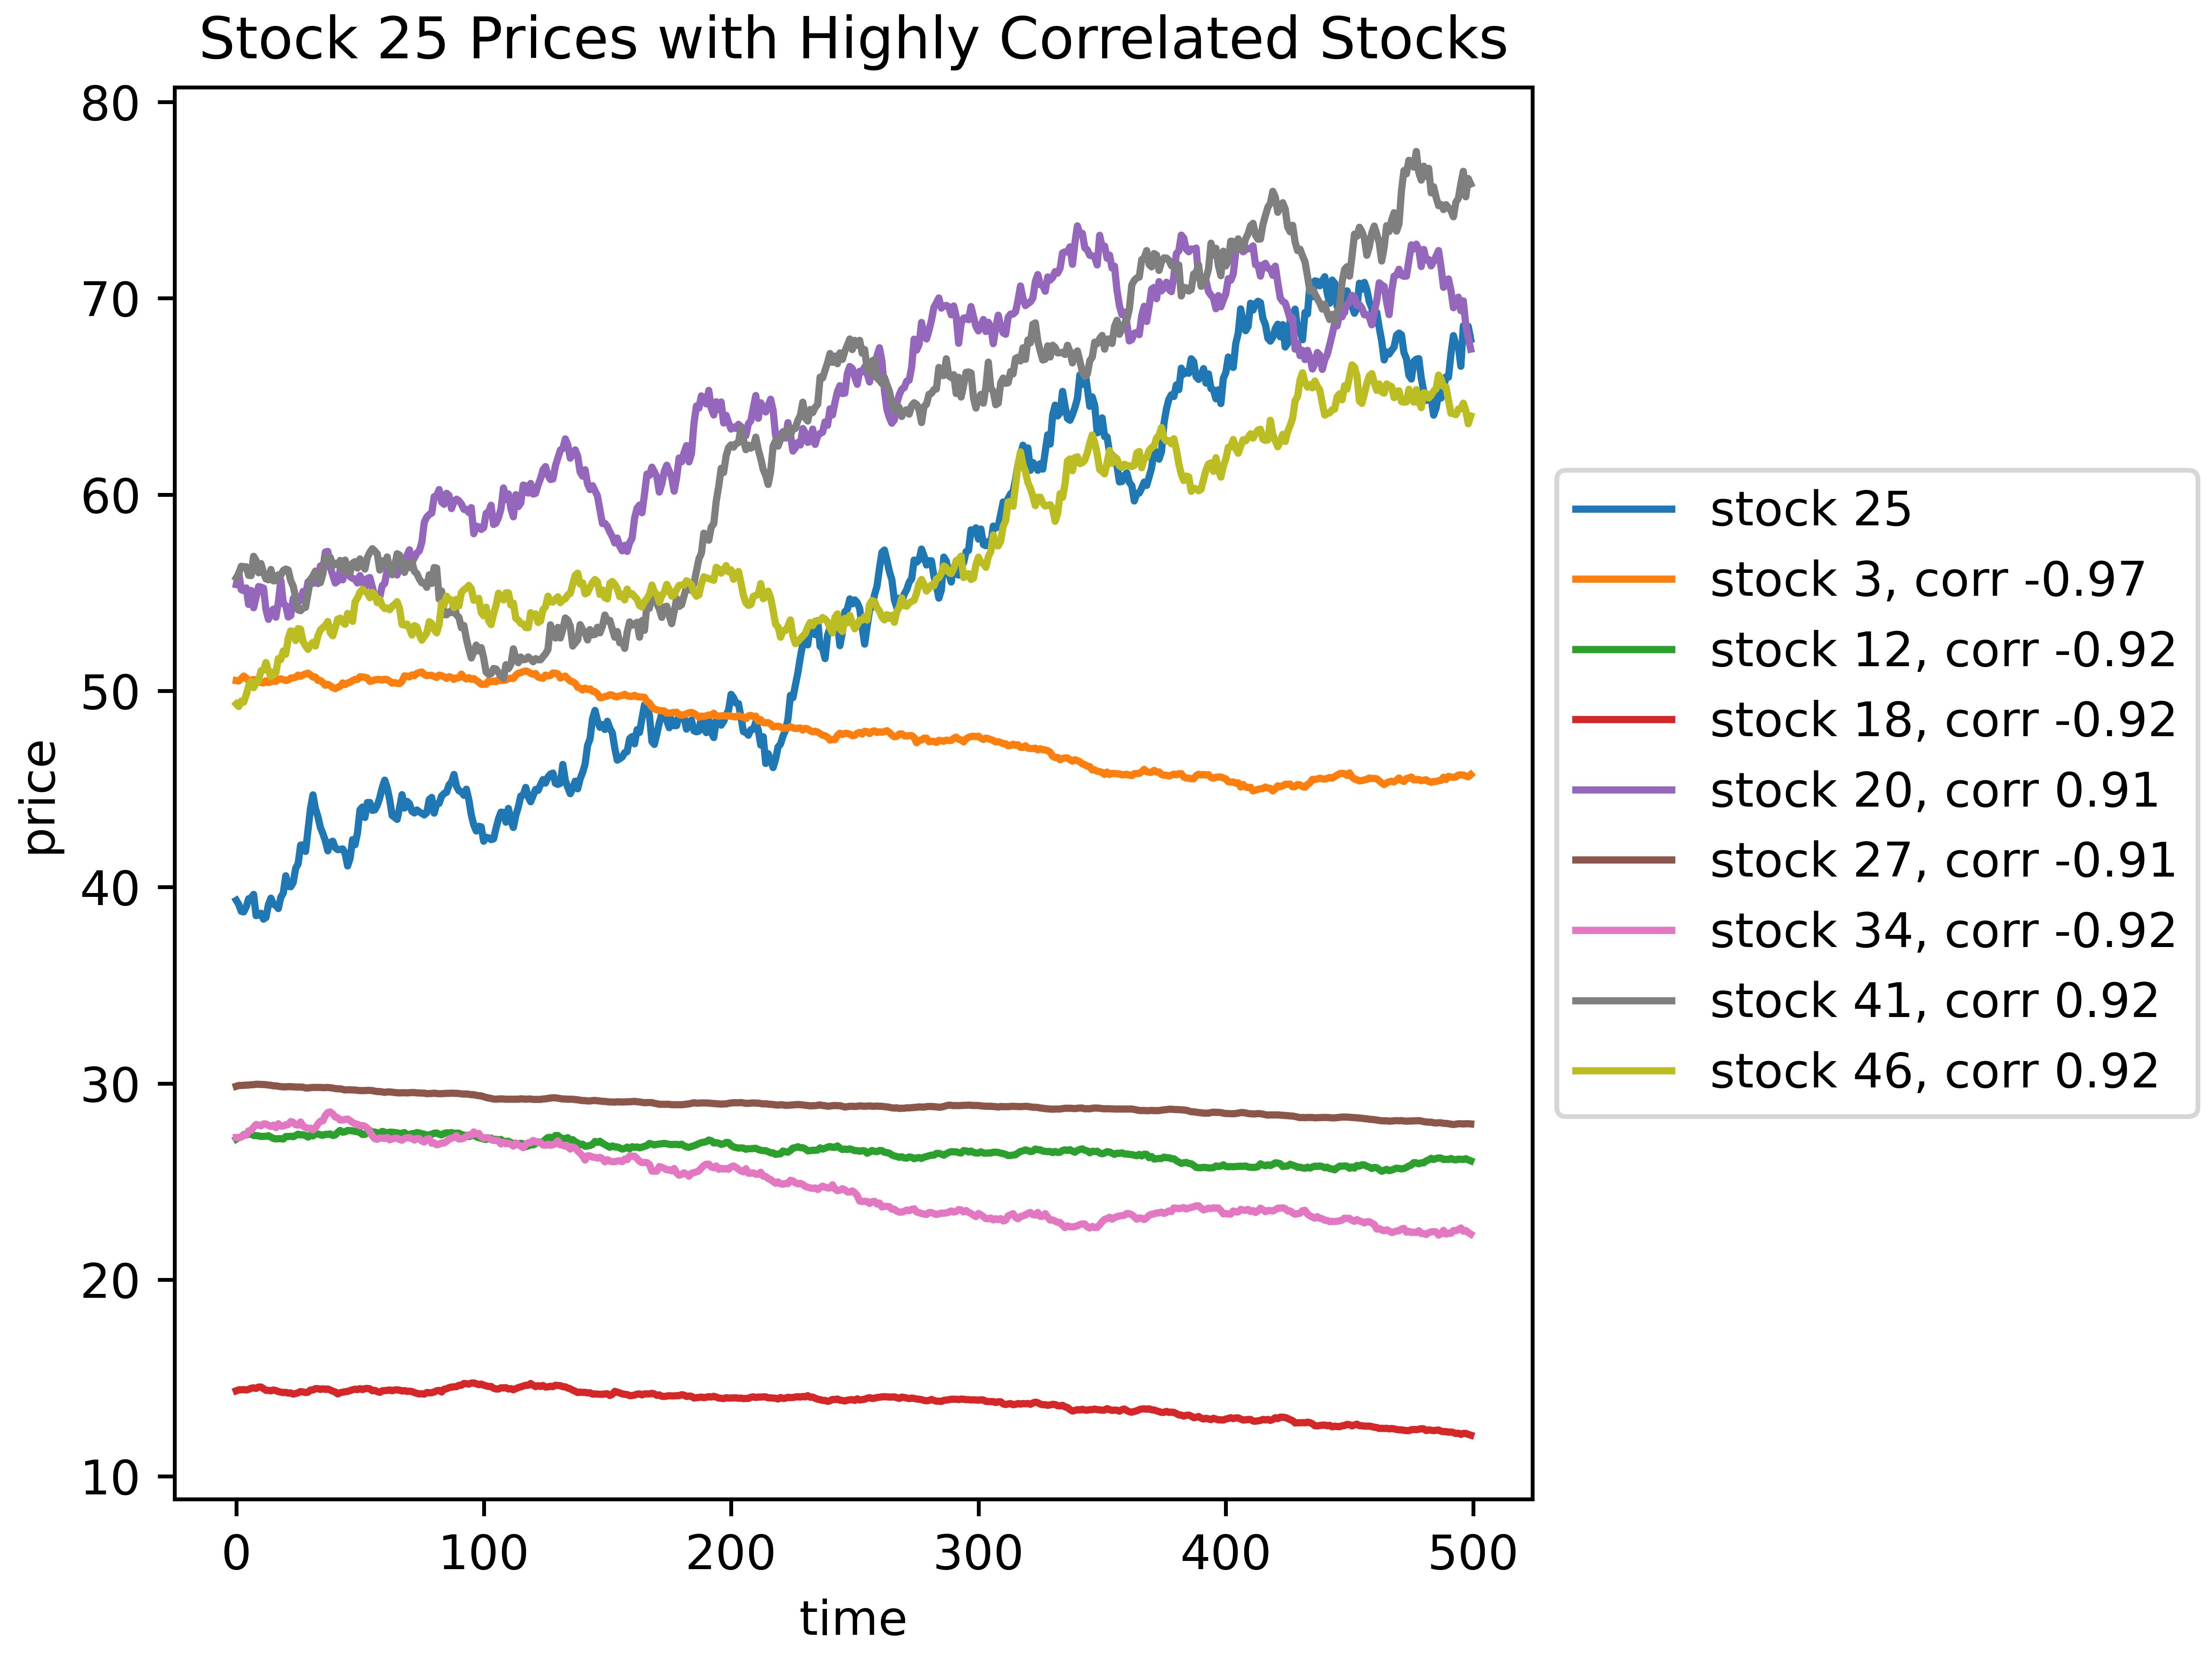 Stock 25 Prices with Highly Correlated Stocks
80
70
60
50
40
30
20
10
price
0 100 200 300 400 500
time
stock 25
stock 3, corr -0.97
stock 12, corr -0.92
stock 18, corr -0.92
stock 20, corr 0.91
stock 27, corr -0.91
stock 34, corr -0.92
stock 41, corr 0.92
stock 46, corr 0.92